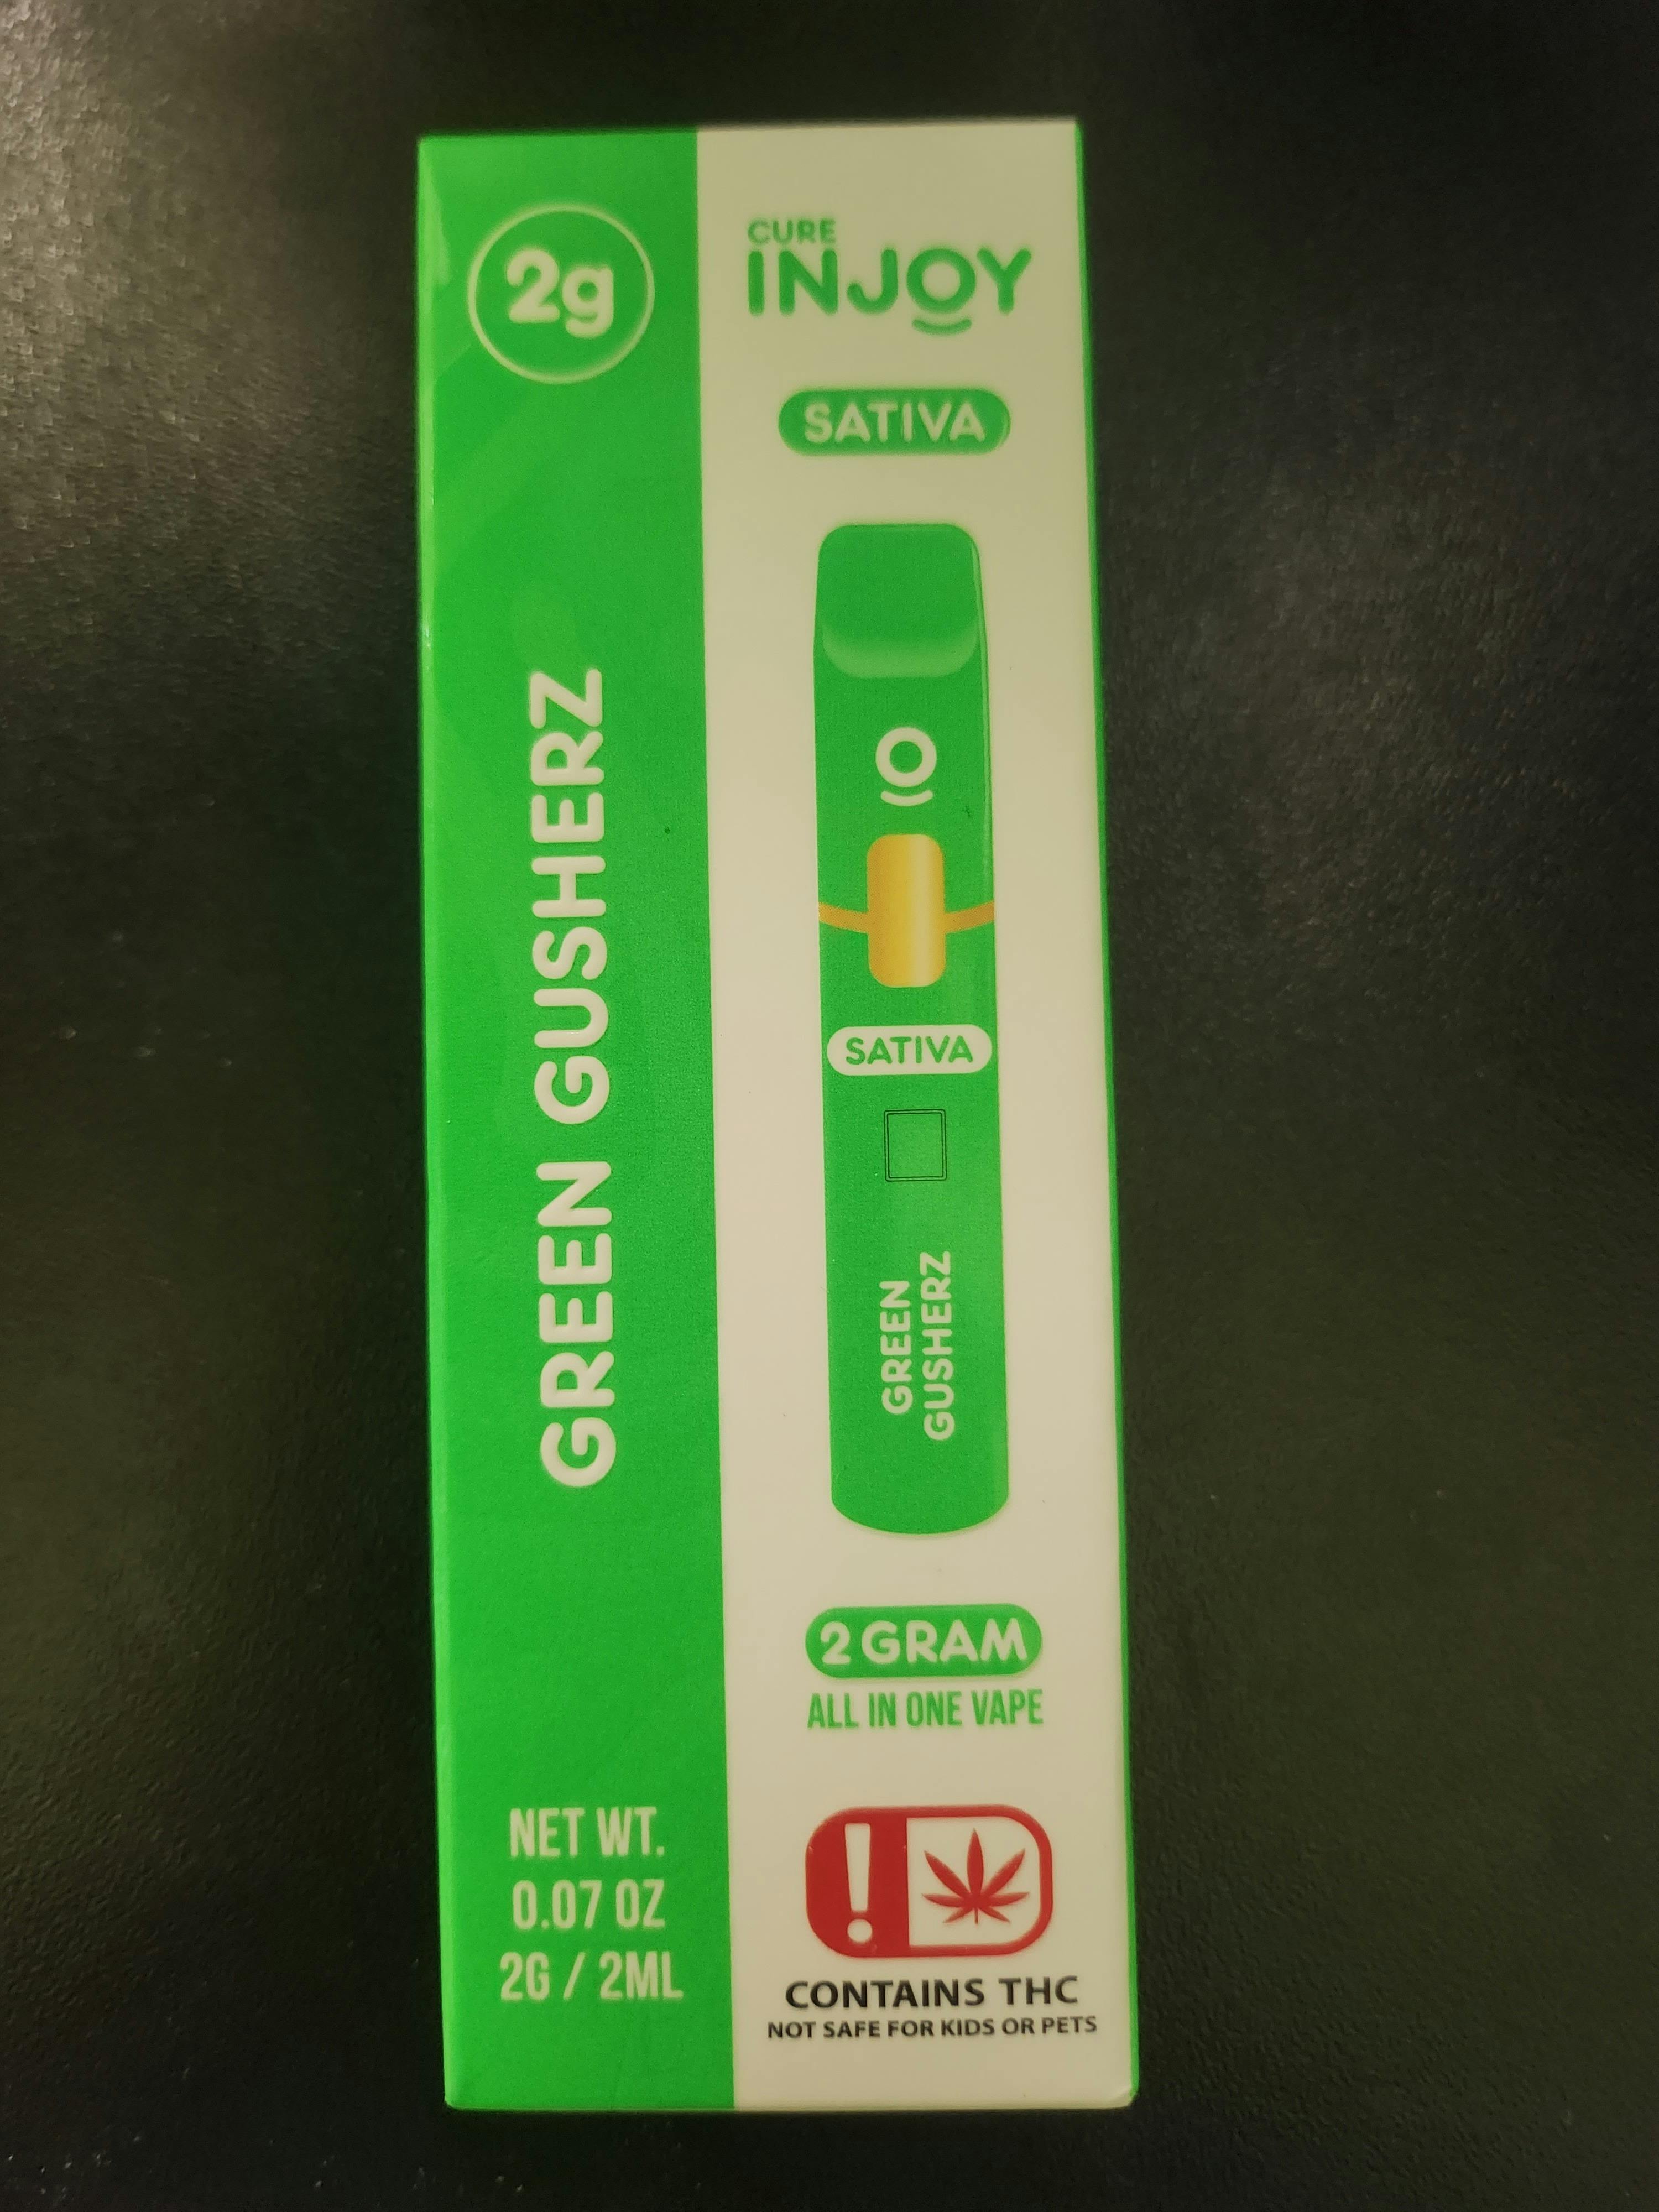 2g
GREEN GUSHERZ
NET WT.
0.07 OZ
2G / 2ML
CURE
INJOY
SATIVA
SATIVA
GREEN
GUSHERZ
2 GRAM
ALL IN ONE VAPE
!
CONTAINS THC
NOT SAFE FOR KIDS OR PETS